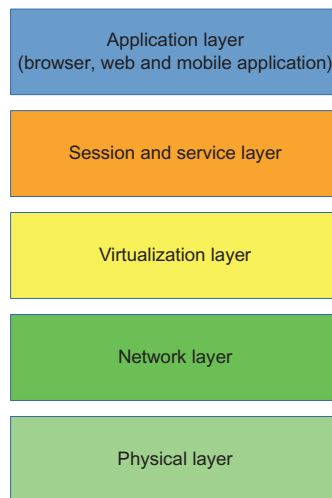 Application layer
(browser, web and mobile application)
Session and service layer
Virtualization layer
Network layer
Physical layer